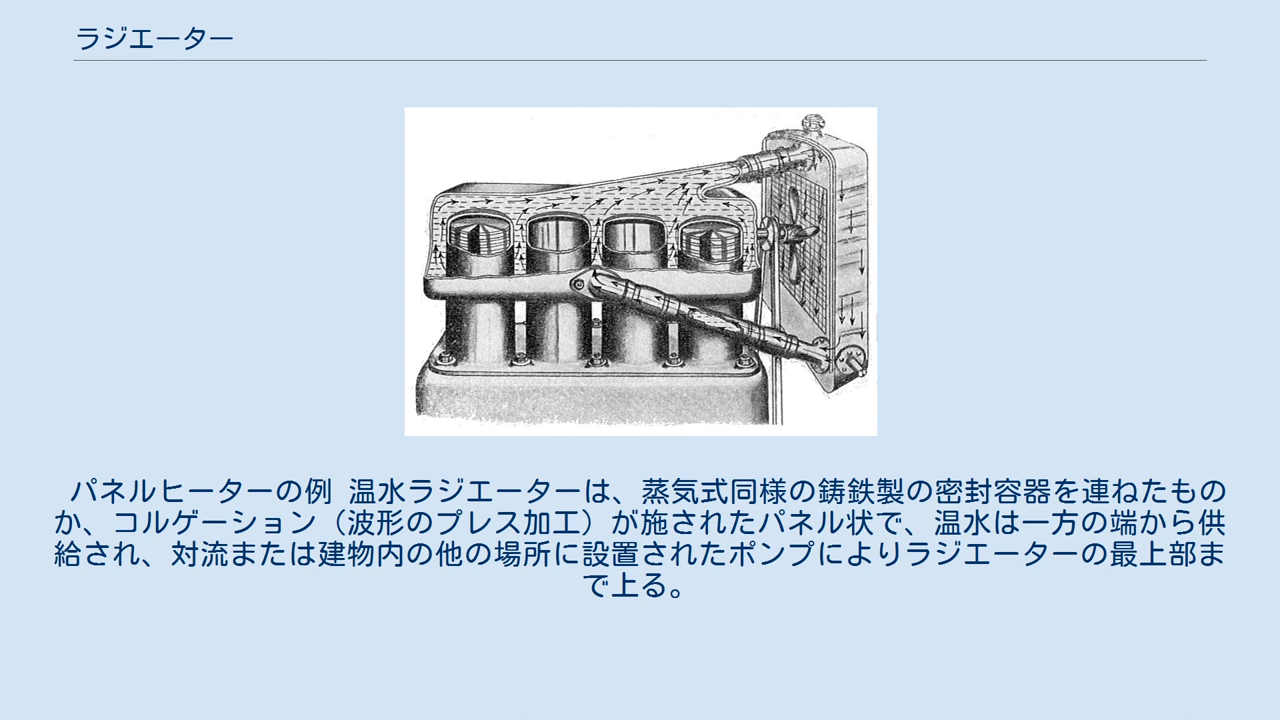 ラジエーター
パネルヒーターの例 温水ラジエーターは、蒸気式同様の鋳鉄製の密封容器を連ねたもの
か、コルゲーション（波形のプレス加工）が施されたパネル状で、温水は一方の端から供
給され、対流または建物内の他の場所に設置されたポンプによりラジエーターの最上部ま
で上る。